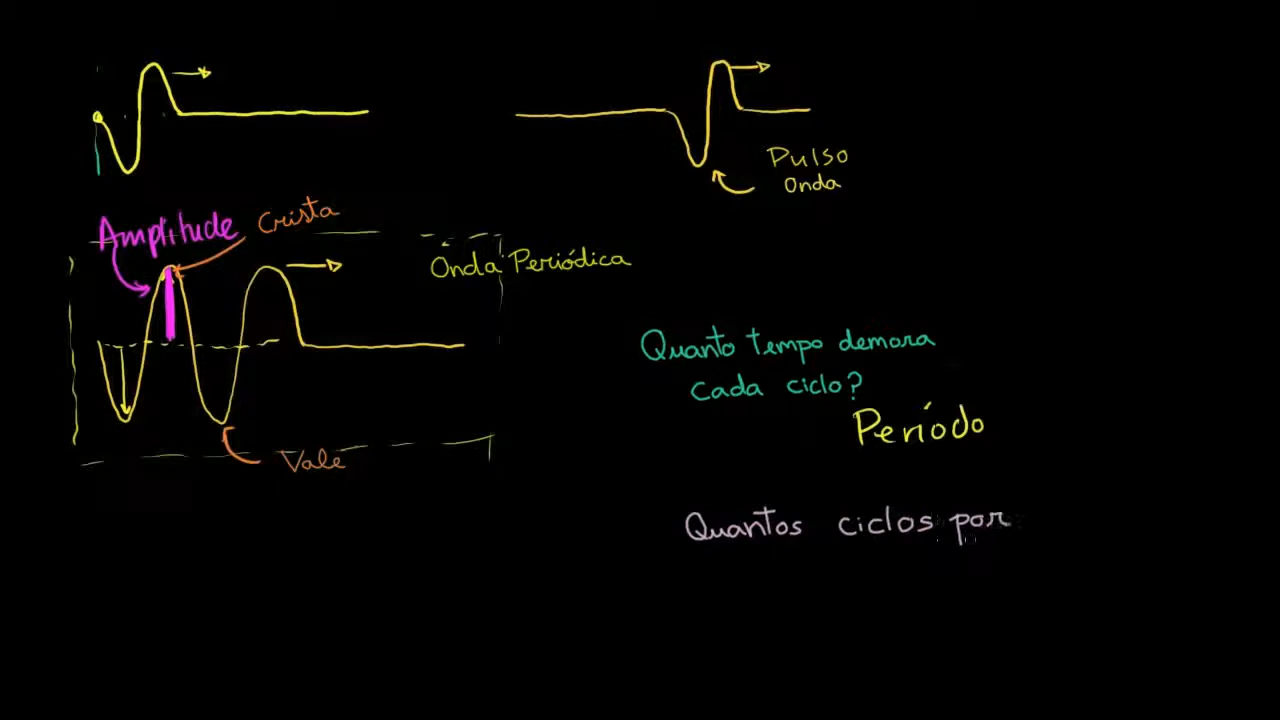 Pulso
Onda
Amplitude
Crista
Onda Periódica
Quanto tempo demora
cada ciclo?
Período
Vale
Quantos ciclos por